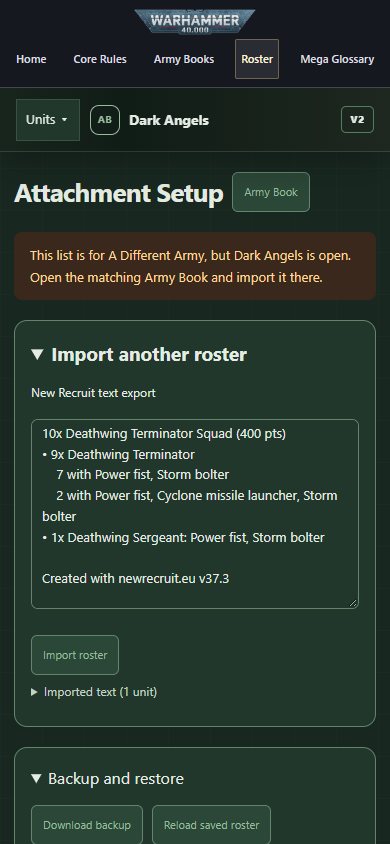 WARHAMMER
40,000
Home Core Rules Army Books Roster Mega Glossary
Units ▾ AB Dark Angels V2
Attachment Setup Army Book
This list is for A Different Army, but Dark Angels is open.
Open the matching Army Book and import it there.
▼ Import another roster
New Recruit text export
10x Deathwing Terminator Squad (400 pts)
• 9x Deathwing Terminator
7 with Power fist, Storm bolter
2 with Power fist, Cyclone missile launcher, Storm
bolter
• 1x Deathwing Sergeant: Power fist, Storm bolter
Created with newrecruit.eu v37.3
Import roster
▶ Imported text (1 unit)
▼ Backup and restore
Download backup Reload saved roster